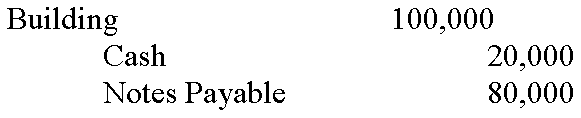 Building 100,000
Cash 20,000
Notes Payable 80,000